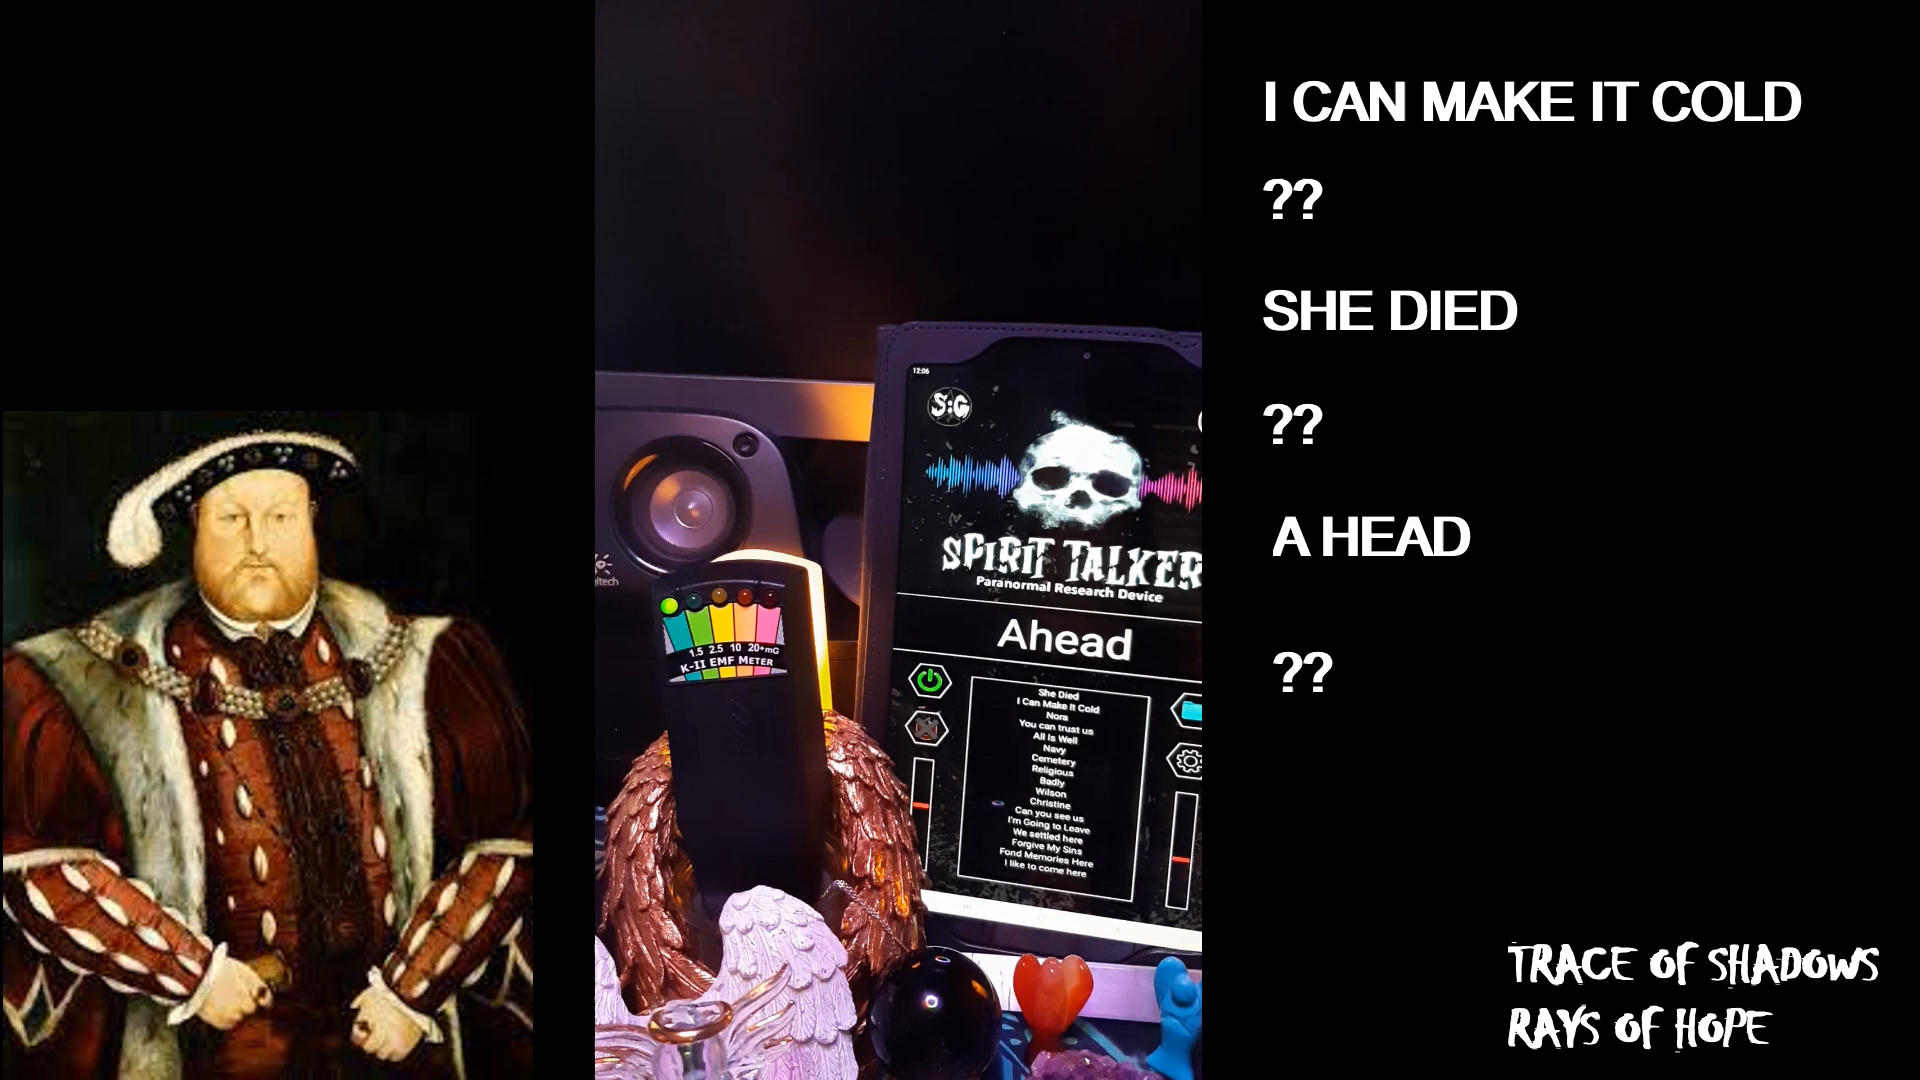 I CAN MAKE IT COLD
??
SHE DIED
??
A HEAD
??
TRACE OF SHADOWS
RAYS OF HOPE
12:06
S:G
SPIRIT TALKER
Paranormal Research Device
Ahead
She Died
I Can Make It Cold
Nora
You can trust us
All Is Well
Navy
Cemetery
Religious
Badly
Wilson
Christine
Can you see us
I'm Going to Leave
We settled here
Forgive My Sins
Fond Memories Here
I like to come here
1.5 2.5 10 20+mG
K-II EMF METER